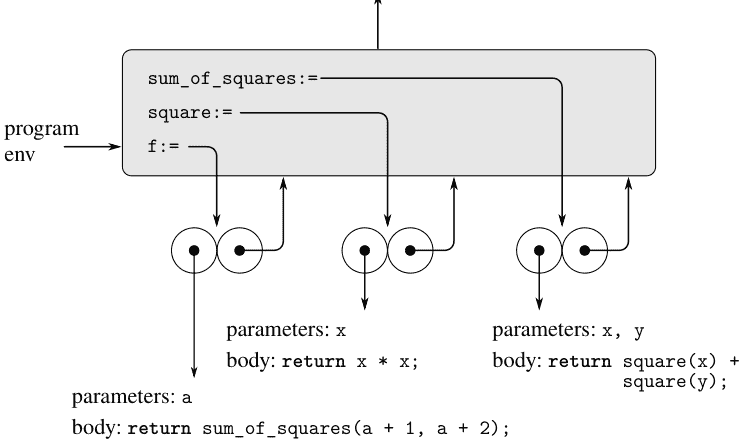 sum_of_squares:=
square:=
f:=
program
env
parameters: x
body: return x * x;
parameters: x, y
body: return square(x) +
square(y);
parameters: a
body: return sum_of_squares(a + 1, a + 2);